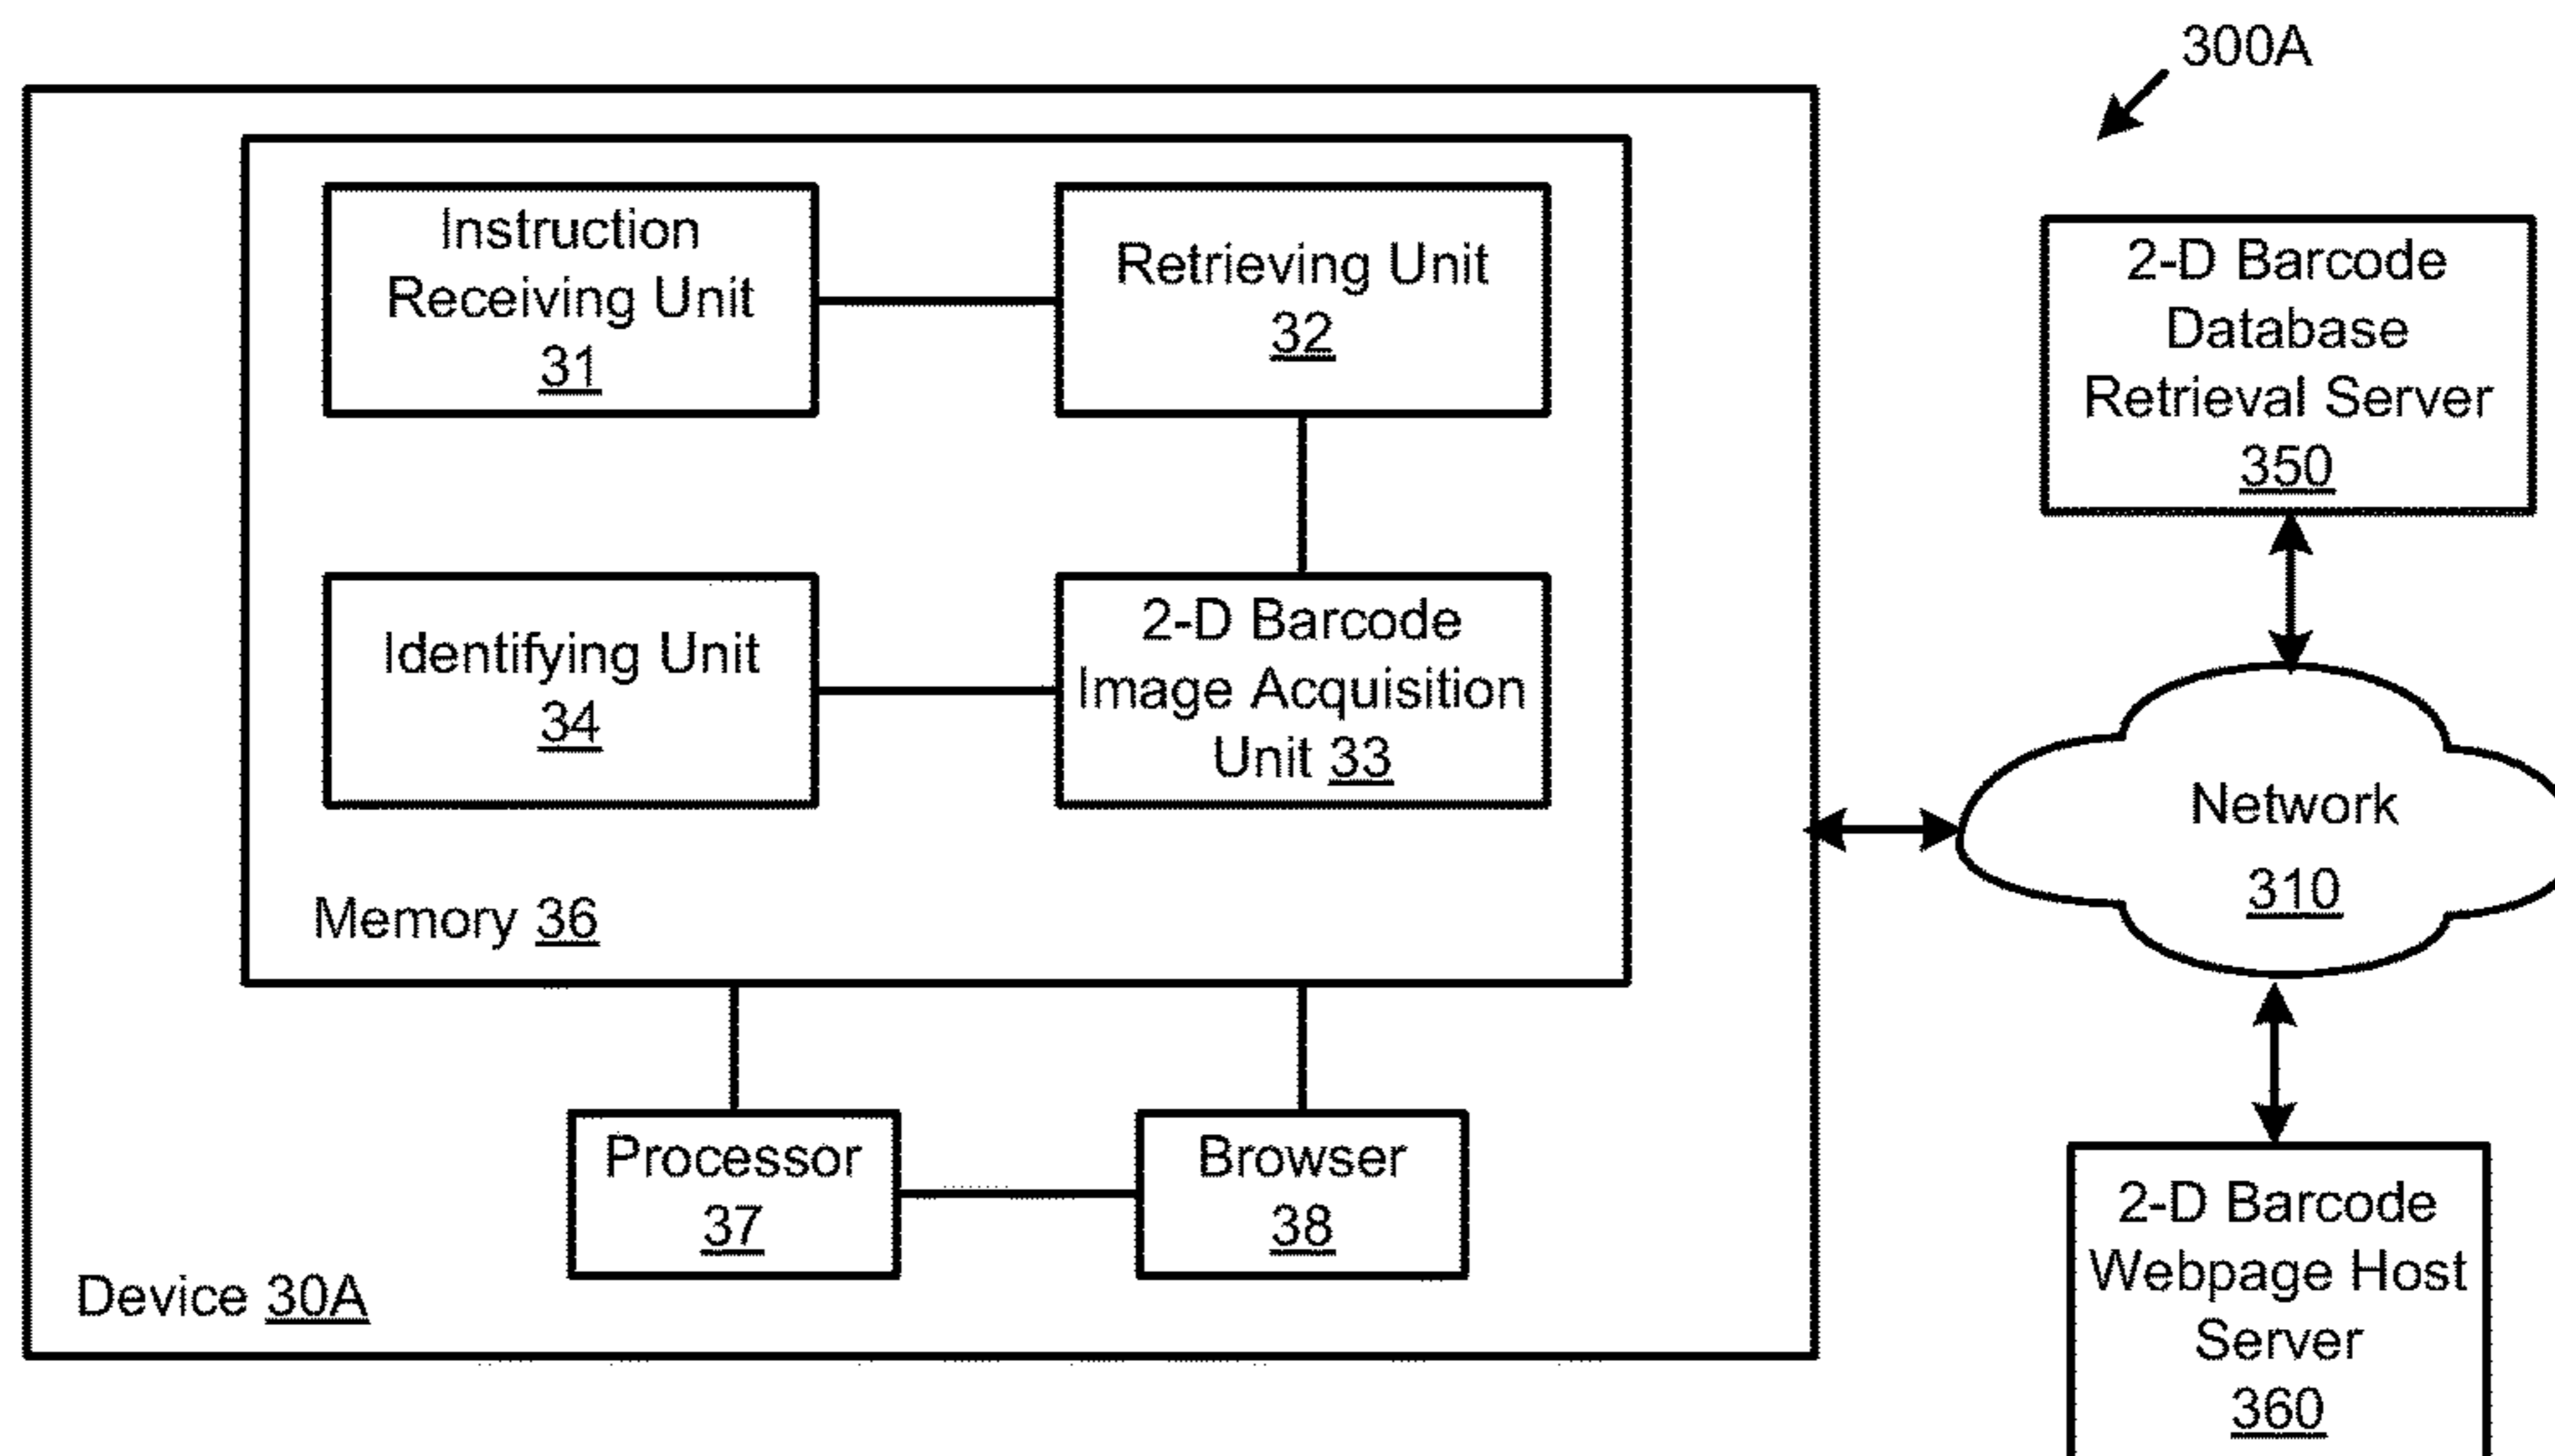 300A
Instruction
Receiving Unit
31
Retrieving Unit
32
2-D Barcode
Database
Retrieval Server
350
Identifying Unit
34
2-D Barcode
Image Acquisition
Unit 33
Network
310
Memory 36
Processor
37
Browser
38
2-D Barcode
Webpage Host
Server
360
Device 30A